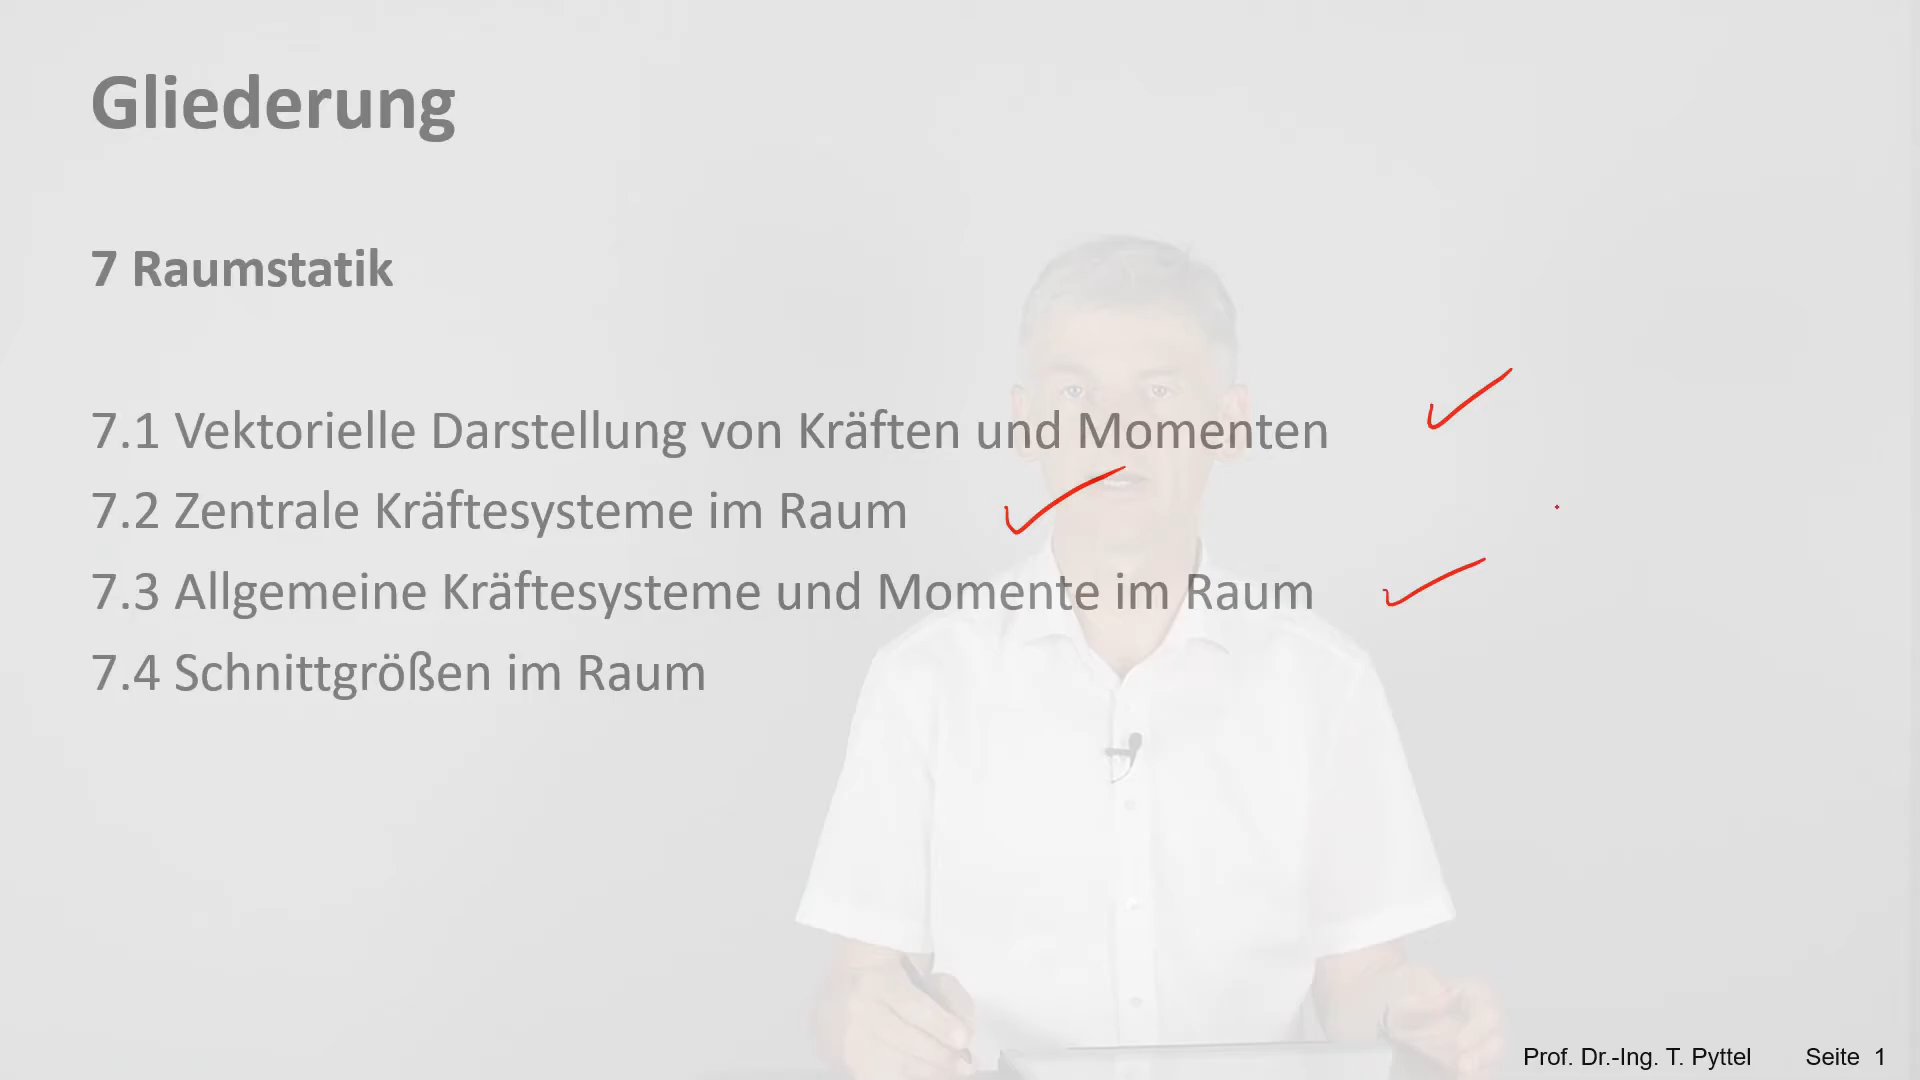 Gliederung
7 Raumstatik
7.1 Vektorielle Darstellung von Kräften und Momenten
7.2 Zentrale Kräftesysteme im Raum
7.3 Allgemeine Kräftesysteme und Momente im Raum
7.4 Schnittgrößen im Raum
Prof. Dr.-Ing. T. Pyttel Seite 1